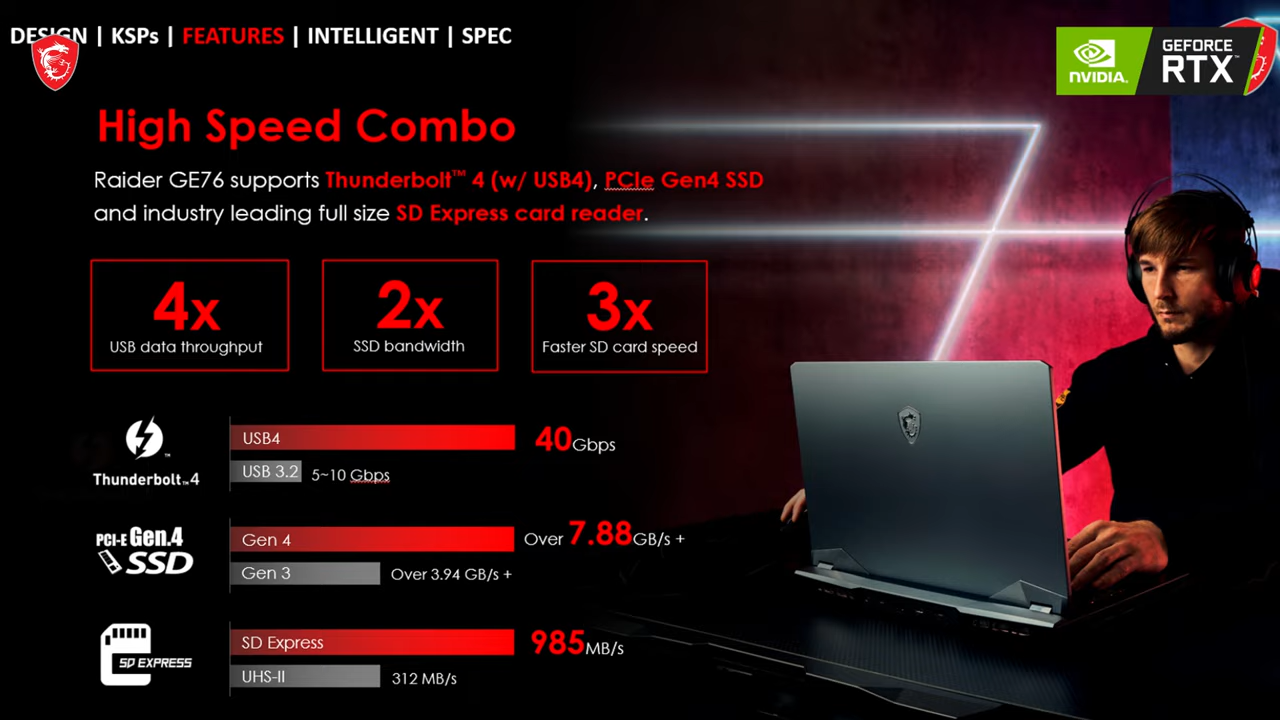 DESIGN | KSPs | FEATURES | INTELLIGENT | SPEC
NVIDIA. GEFORCE RTX™
High Speed Combo
Raider GE76 supports Thunderbolt™ 4 (w/ USB4), PCIe Gen4 SSD
and industry leading full size SD Express card reader.
4x
USB data throughput
2x
SSD bandwidth
3x
Faster SD card speed
Thunderbolt™ 4
USB4 40Gbps
USB 3.2 5~10 Gbps
PCI-E Gen.4
SSD
Gen 4 Over 7.88GB/s +
Gen 3 Over 3.94 GB/s +
SD EXPRESS
SD Express 985MB/s
UHS-II 312 MB/s